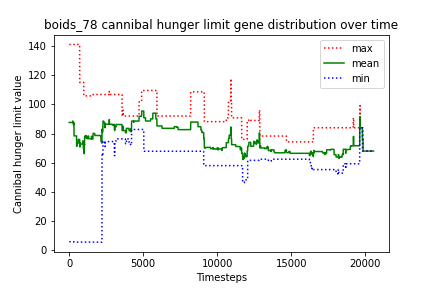 boids_78 cannibal hunger limit gene distribution over time
140
120
100
80
60
40
20
0
Cannibal hunger limit value
max
mean
min
0
5000
10000
15000
20000
Timesteps